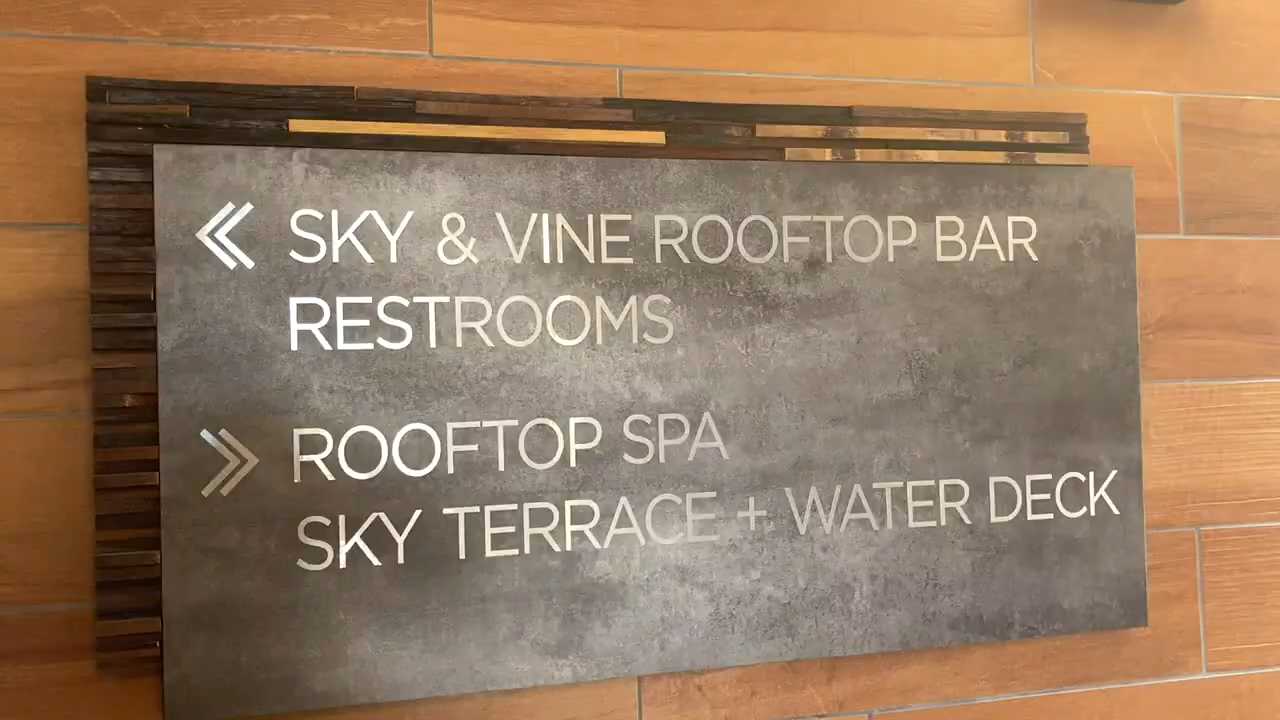 SKY & VINE ROOFTOP BAR
RESTROOMS
ROOFTOP SPA
SKY TERRACE + WATER DECK